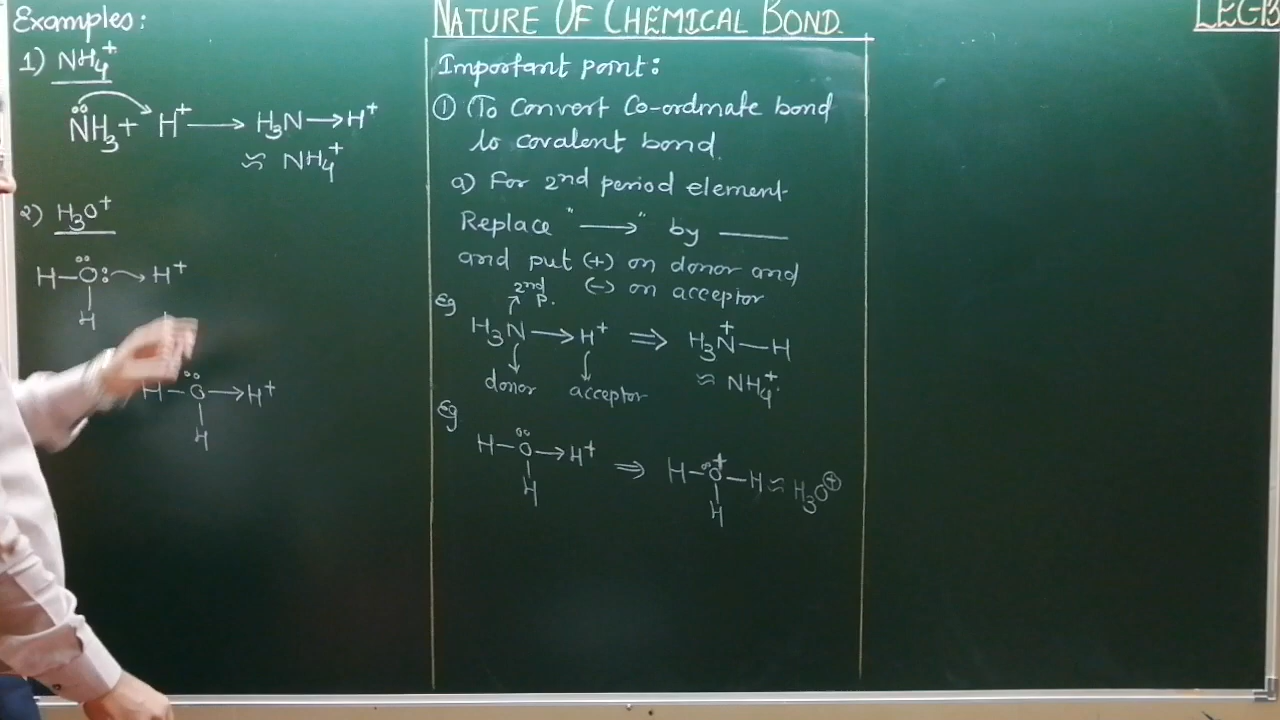 NATURE OF CHEMICAL BOND.
Examples:
1) NH₄⁺
N̈H₃ + H⁺ ⟶ H₃N⟶H⁺
≈ NH₄⁺
2) H₃O⁺
H–Ö: ⟶ H⁺
H
H–Ö⟶H⁺
H
Important point:
① To Convert Co-ordinate bond
to covalent bond.
a) For 2nd period element
Replace "⟶" by ——
and put (+) on donor and
(–) on acceptor
Eg
2nd P.
H₃N⟶H⁺ ⇒ H₃N⁺—H
donor acceptor ≈ NH₄⁺.
Eg
H–Ö⟶H⁺ ⇒ H–Ö⁺–H ≈ H₃O⊕
H H